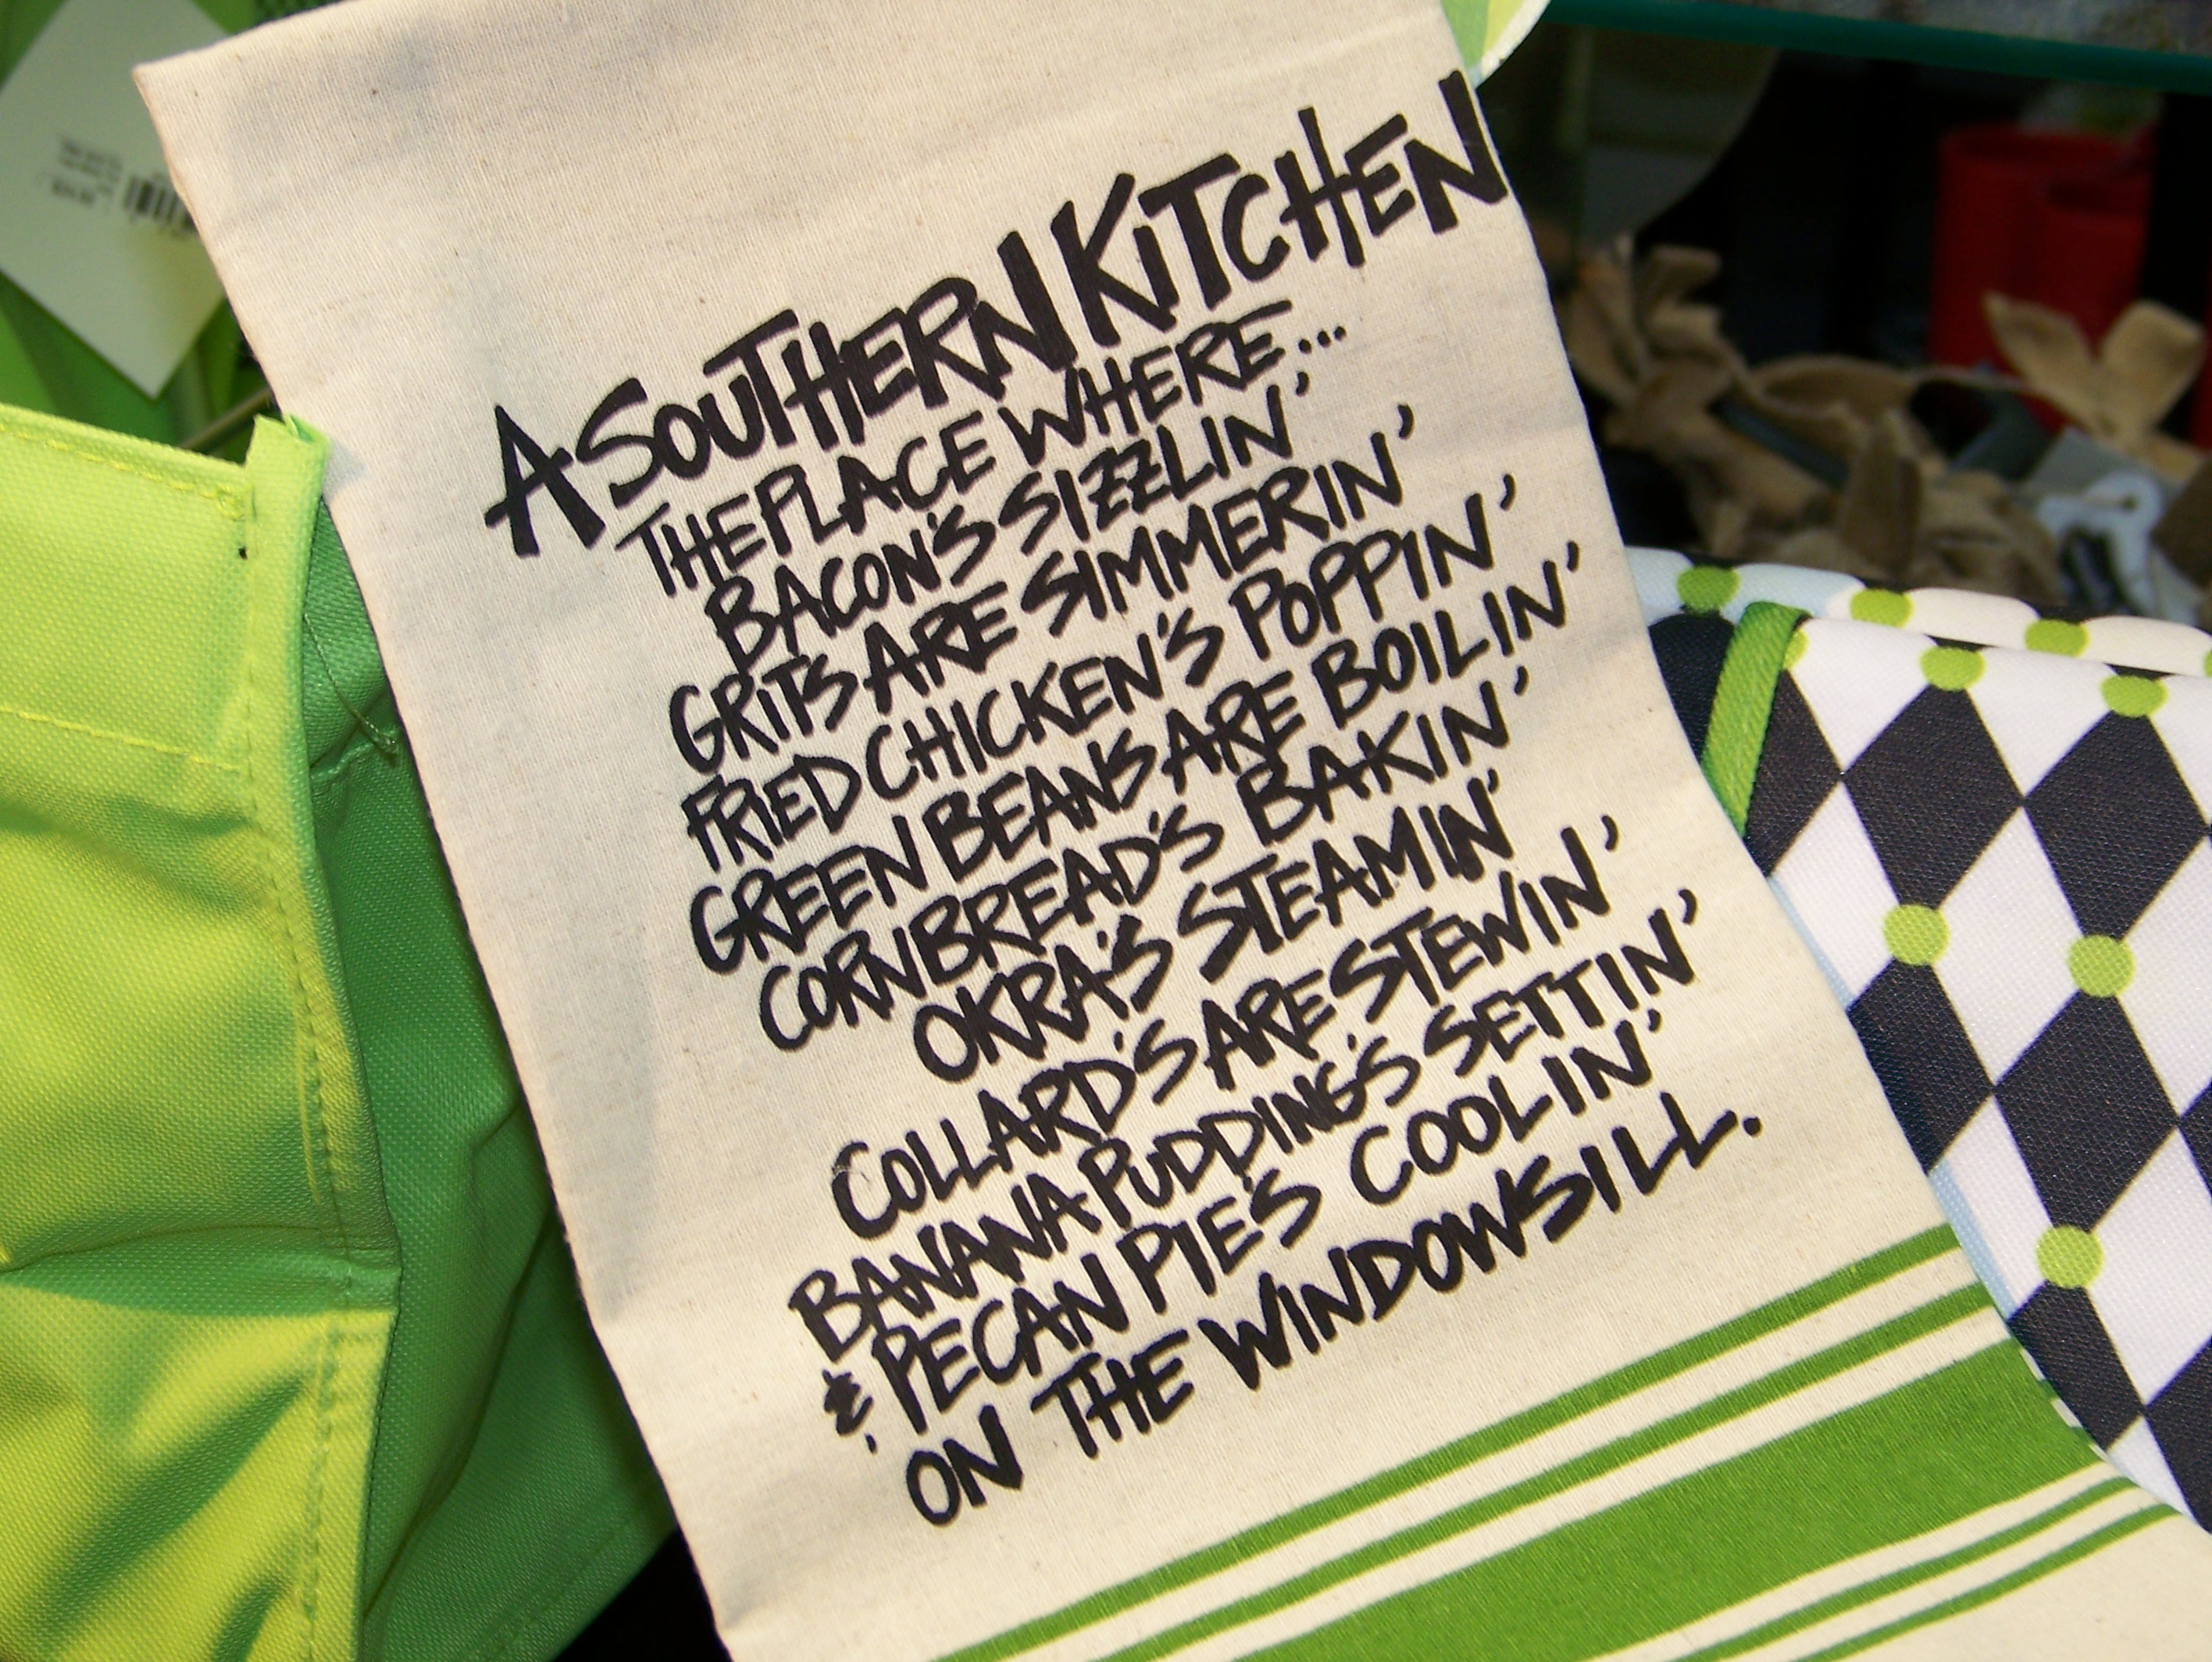 A SOUTHERN KiTCHEN
THE PLACE WHERE...
BACON'S SIZZLIN'
GRiTS ARE SIMMERIN'
FRIED CHICKEN'S POPPIN'
GREEN BEANS ARE BOILIN'
CORNBREAD'S BAKIN'
OKRA'S STEAMIN'
COLLARD'S ARE STEWIN'
BANANA PUDDING'S SETTIN'
& PECAN PIE'S COOLIN'
ON THE WINDOWSILL.